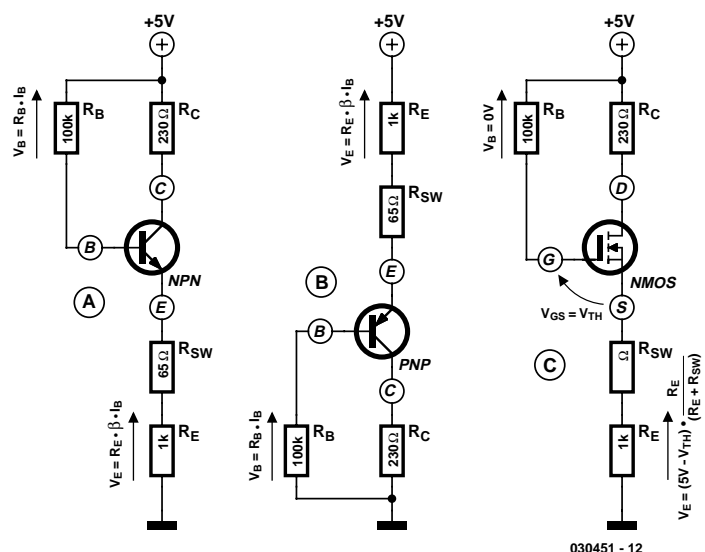 +5V
V_B = R_B • I_B
100k
R_B
230Ω
R_C
C
B
NPN
A
E
65Ω
R_SW
V_E = R_E • β • I_B
1k
R_E
+5V
V_E = R_E • β • I_B
1k
R_E
65Ω
R_SW
E
B
B
PNP
C
V_B = R_B • I_B
100k
R_B
230Ω
R_C
+5V
V_B = 0V
100k
R_B
230Ω
R_C
D
G
NMOS
V_GS = V_TH
S
C
Ω
R_SW
1k
R_E
V_E = (5V - V_TH) • R_E / (R_E + R_SW)
030451 - 12